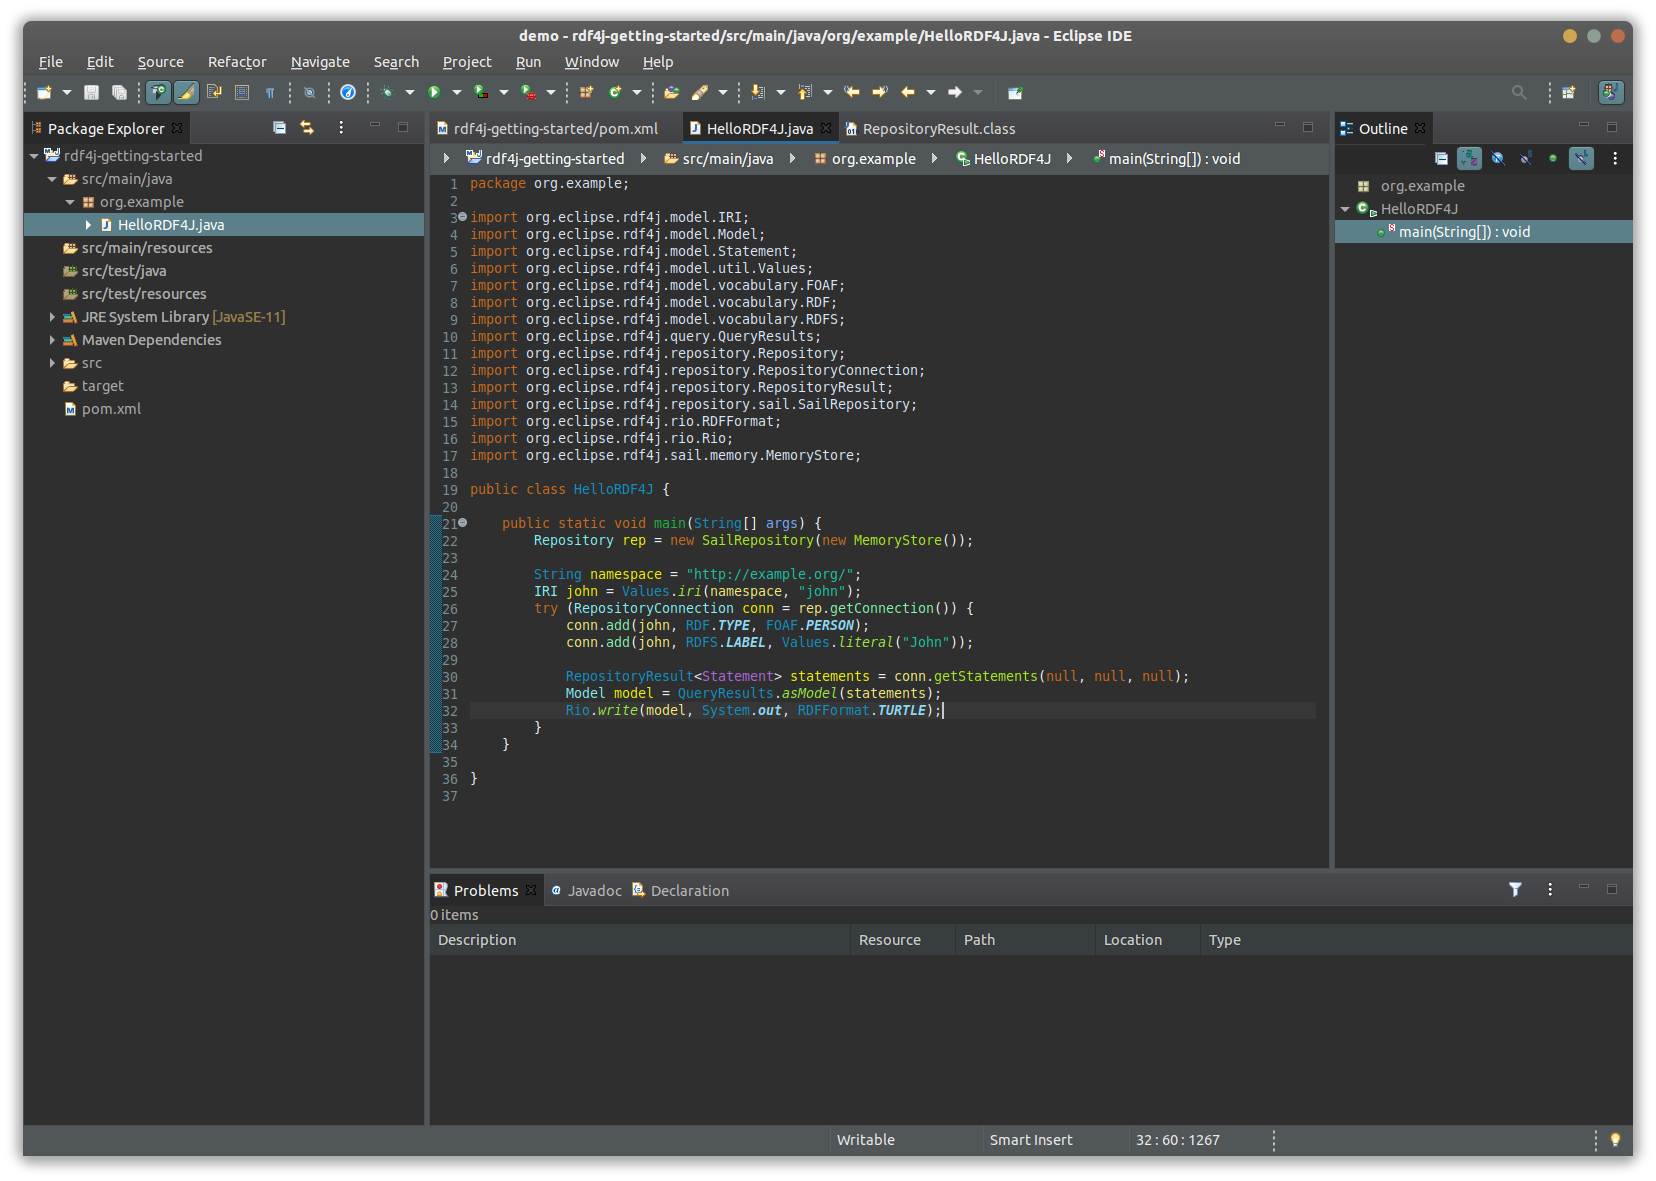 demo - rdf4j-getting-started/src/main/java/org/example/HelloRDF4J.java - Eclipse IDE
File Edit Source Refactor Navigate Search Project Run Window Help
Package Explorer
rdf4j-getting-started
src/main/java
org.example
HelloRDF4J.java
src/main/resources
src/test/java
src/test/resources
JRE System Library [JavaSE-11]
Maven Dependencies
src
target
pom.xml
rdf4j-getting-started/pom.xml HelloRDF4J.java RepositoryResult.class
rdf4j-getting-started src/main/java org.example HelloRDF4J main(String[]) : void
1 package org.example;
2
3 import org.eclipse.rdf4j.model.IRI;
4 import org.eclipse.rdf4j.model.Model;
5 import org.eclipse.rdf4j.model.Statement;
6 import org.eclipse.rdf4j.model.util.Values;
7 import org.eclipse.rdf4j.model.vocabulary.FOAF;
8 import org.eclipse.rdf4j.model.vocabulary.RDF;
9 import org.eclipse.rdf4j.model.vocabulary.RDFS;
10 import org.eclipse.rdf4j.query.QueryResults;
11 import org.eclipse.rdf4j.repository.Repository;
12 import org.eclipse.rdf4j.repository.RepositoryConnection;
13 import org.eclipse.rdf4j.repository.RepositoryResult;
14 import org.eclipse.rdf4j.repository.sail.SailRepository;
15 import org.eclipse.rdf4j.rio.RDFFormat;
16 import org.eclipse.rdf4j.rio.Rio;
17 import org.eclipse.rdf4j.sail.memory.MemoryStore;
18
19 public class HelloRDF4J {
20
21 public static void main(String[] args) {
22 Repository rep = new SailRepository(new MemoryStore());
23
24 String namespace = "http://example.org/";
25 IRI john = Values.iri(namespace, "john");
26 try (RepositoryConnection conn = rep.getConnection()) {
27 conn.add(john, RDF.TYPE, FOAF.PERSON);
28 conn.add(john, RDFS.LABEL, Values.literal("John"));
29
30 RepositoryResult<Statement> statements = conn.getStatements(null, null, null);
31 Model model = QueryResults.asModel(statements);
32 Rio.write(model, System.out, RDFFormat.TURTLE);
33 }
34 }
35
36 }
37
Outline
org.example
HelloRDF4J
main(String[]) : void
Problems Javadoc Declaration
0 items
Description Resource Path Location Type
Writable Smart Insert 32 : 60 : 1267